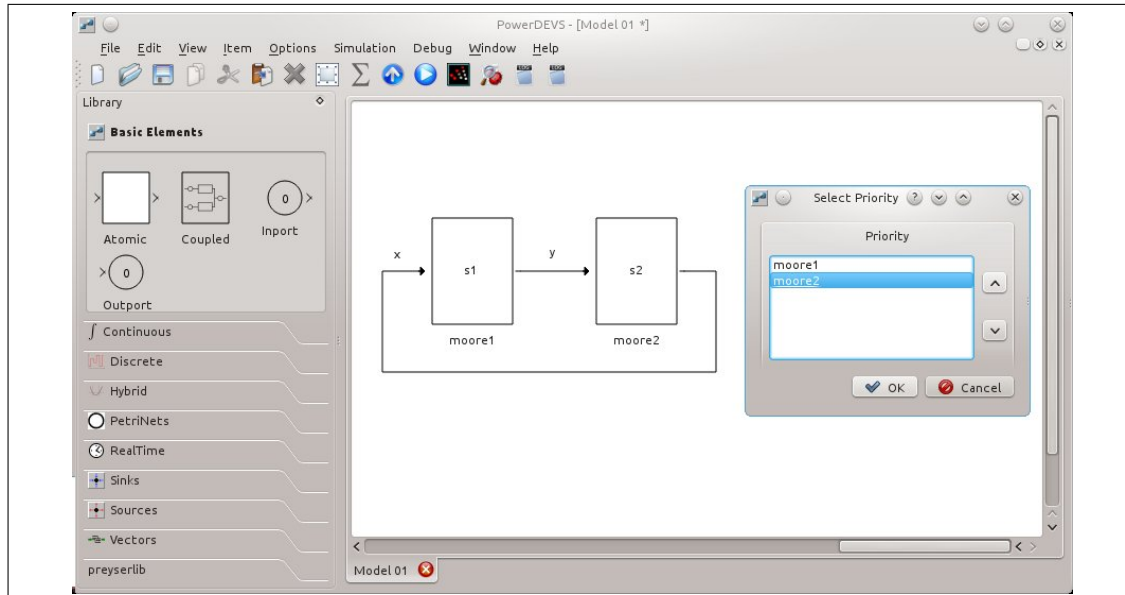 PowerDEVS - [Model 01 *]
File Edit View Item Options Simulation Debug Window Help
Library
Basic Elements
0
Atomic Coupled Inport
0
Outport
Continuous
Discrete
Hybrid
PetriNets
RealTime
Sinks
Sources
Vectors
preyserlib
x
s1
moore1
y
s2
moore2
Select Priority
Priority
moore1
moore2
OK Cancel
Model 01